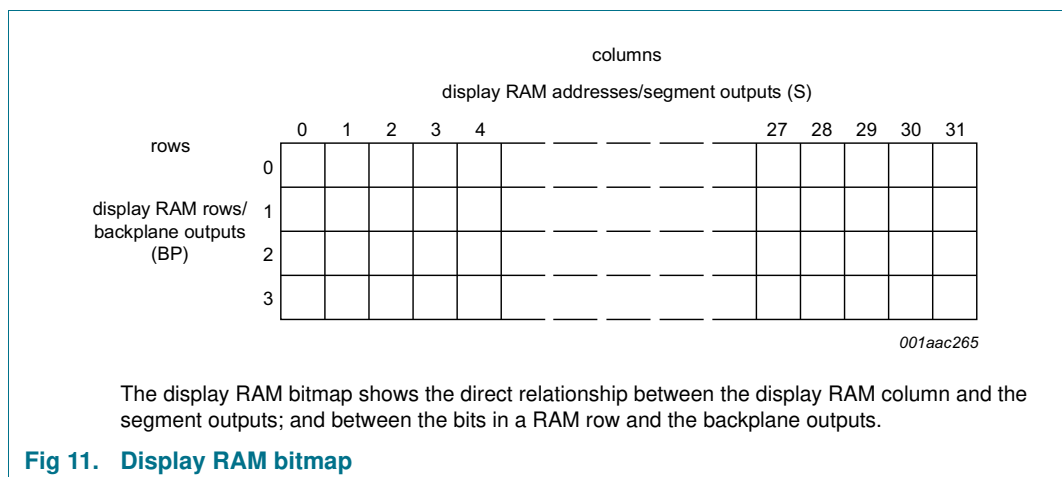 columns
display RAM addresses/segment outputs (S)
0 1 2 3 4 27 28 29 30 31
rows
0
display RAM rows/
backplane outputs
(BP)
1
2
3
001aac265
The display RAM bitmap shows the direct relationship between the display RAM column and the
segment outputs; and between the bits in a RAM row and the backplane outputs.
Fig 11. Display RAM bitmap